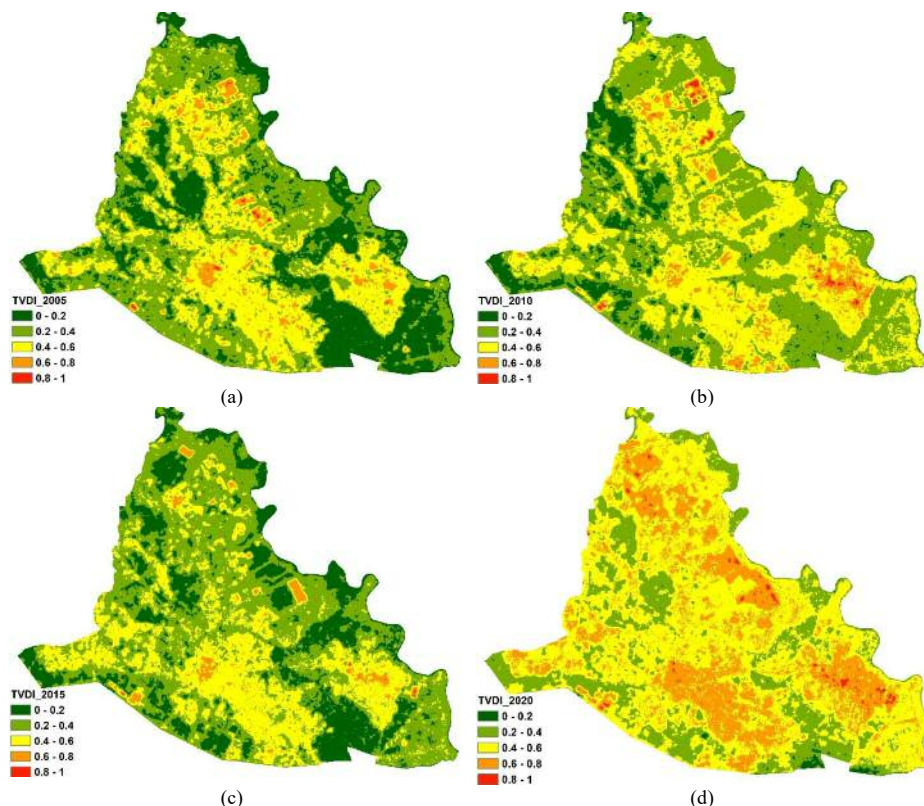 TVDI_2005
0 - 0.2
0.2 - 0.4
0.4 - 0.6
0.6 - 0.8
0.8 - 1
(a)
TVDI_2010
0 - 0.2
0.2 - 0.4
0.4 - 0.6
0.6 - 0.8
0.8 - 1
(b)
TVDI_2015
0 - 0.2
0.2 - 0.4
0.4 - 0.6
0.6 - 0.8
0.8 - 1
(c)
TVDI_2020
0 - 0.2
0.2 - 0.4
0.4 - 0.6
0.6 - 0.8
0.8 - 1
(d)